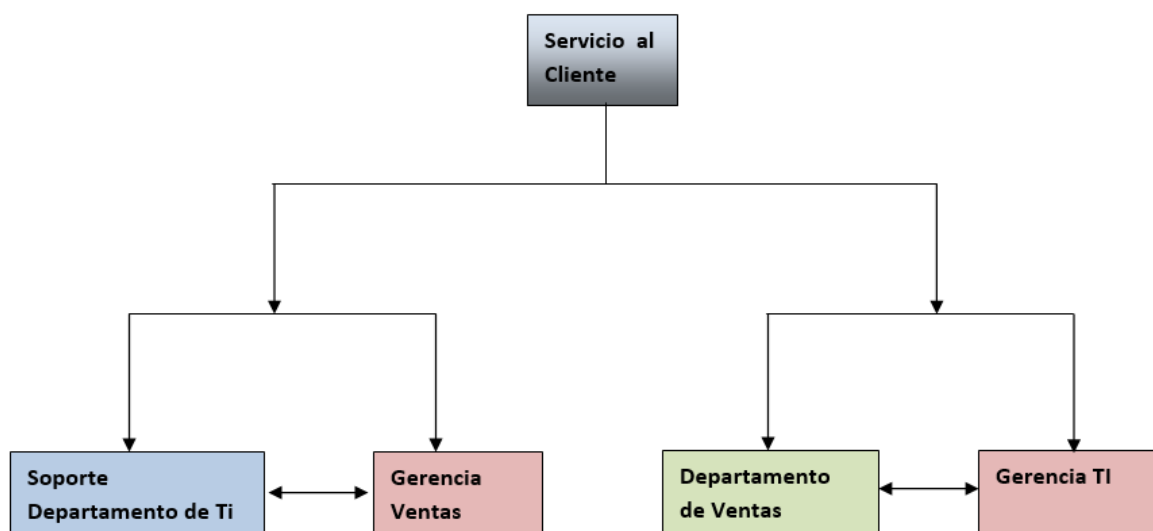 Servicio al
Cliente
Soporte
Departamento de Ti
Gerencia
Ventas
Departamento
de Ventas
Gerencia TI